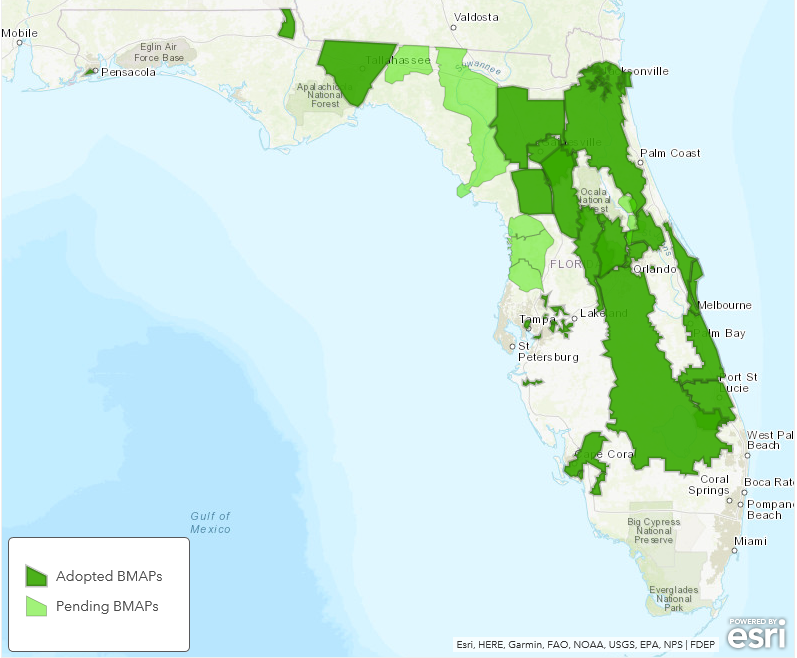 Mobile
Eglin Air
Force Base
Pensacola
Valdosta
Tallahassee
Apalachicola
National
Forest
Suwannee
Jacksonville
Gainesville
Palm Coast
Ocala
National
Forest
FLORIDA
Orlando
Melbourne
Palm Bay
Tampa
Lakeland
St
Petersburg
Port St
Lucie
Cape Coral
West Pal
Beach
Coral
Springs
Boca Rato
Pompano
Beach
Big Cypress
National
Preserve
Miami
Everglades
National
Park
Gulf of
Mexico
Adopted BMAPs
Pending BMAPs
Esri, HERE, Garmin, FAO, NOAA, USGS, EPA, NPS | FDEP
POWERED BY
esri